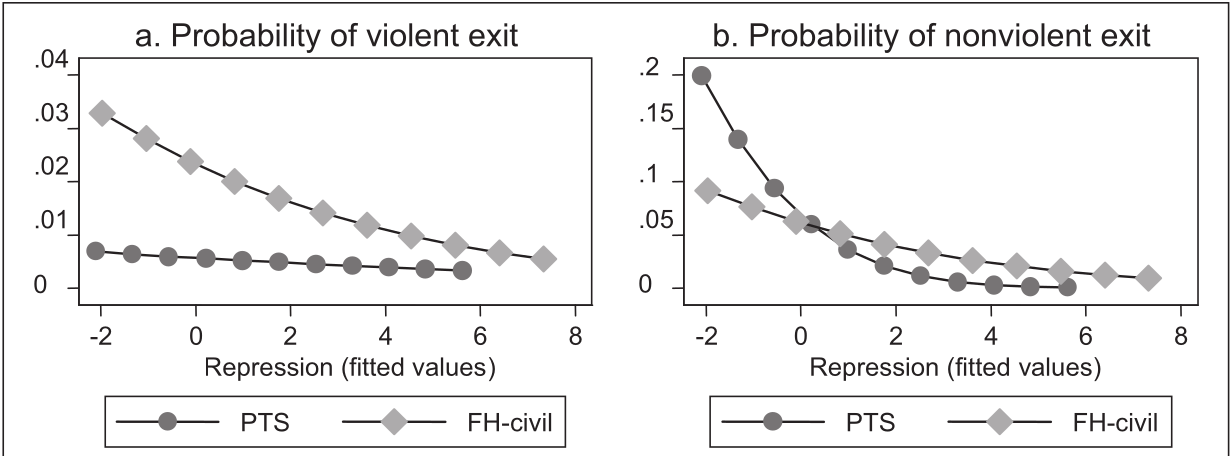 a. Probability of violent exit
.04
.03
.02
.01
0
-2 0 2 4 6 8
Repression (fitted values)
PTS FH-civil
b. Probability of nonviolent exit
.2
.15
.1
.05
0
-2 0 2 4 6 8
Repression (fitted values)
PTS FH-civil